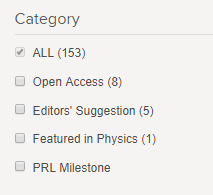 Category
ALL (153)
Open Access (8)
Editors' Suggestion (5)
Featured in Physics (1)
PRL Milestone